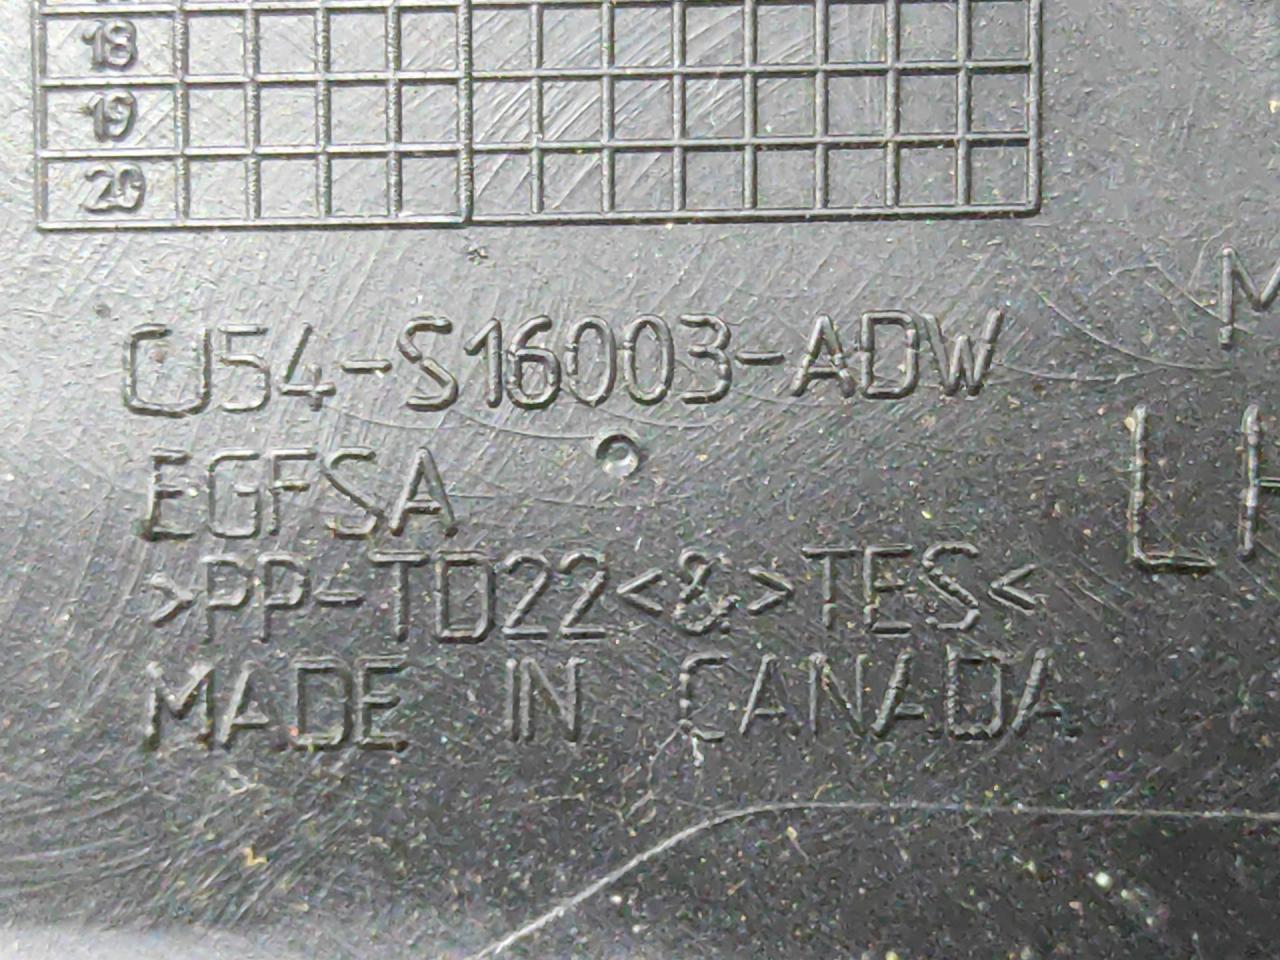 18
19
20
CJ54-S16003-ADW
EGFSA
>PP-TD22<&>TES<
MADE IN CANADA